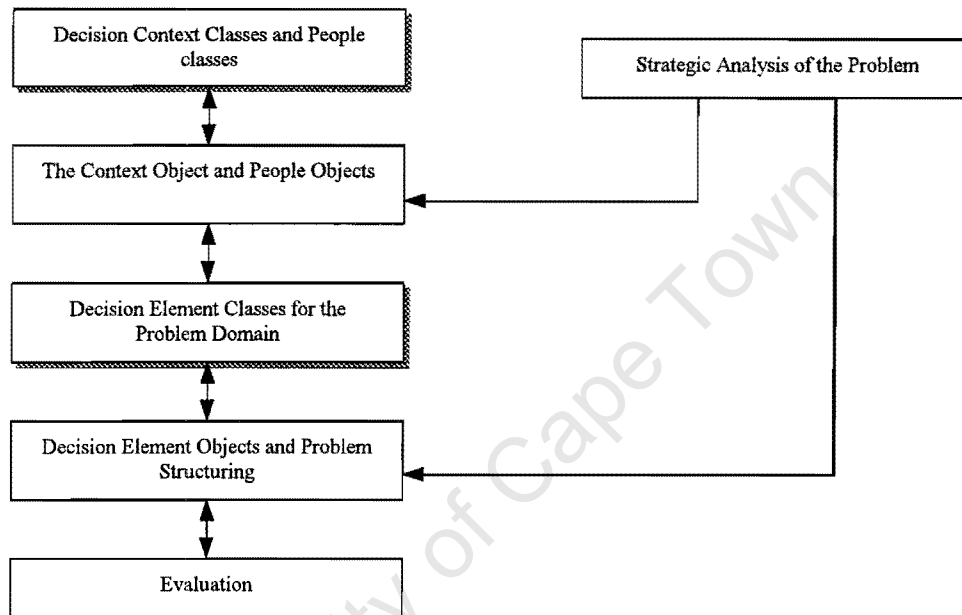 Decision Context Classes and People
classes
Strategic Analysis of the Problem
The Context Object and People Objects
Decision Element Classes for the
Problem Domain
Decision Element Objects and Problem
Structuring
Evaluation
of Cape Town